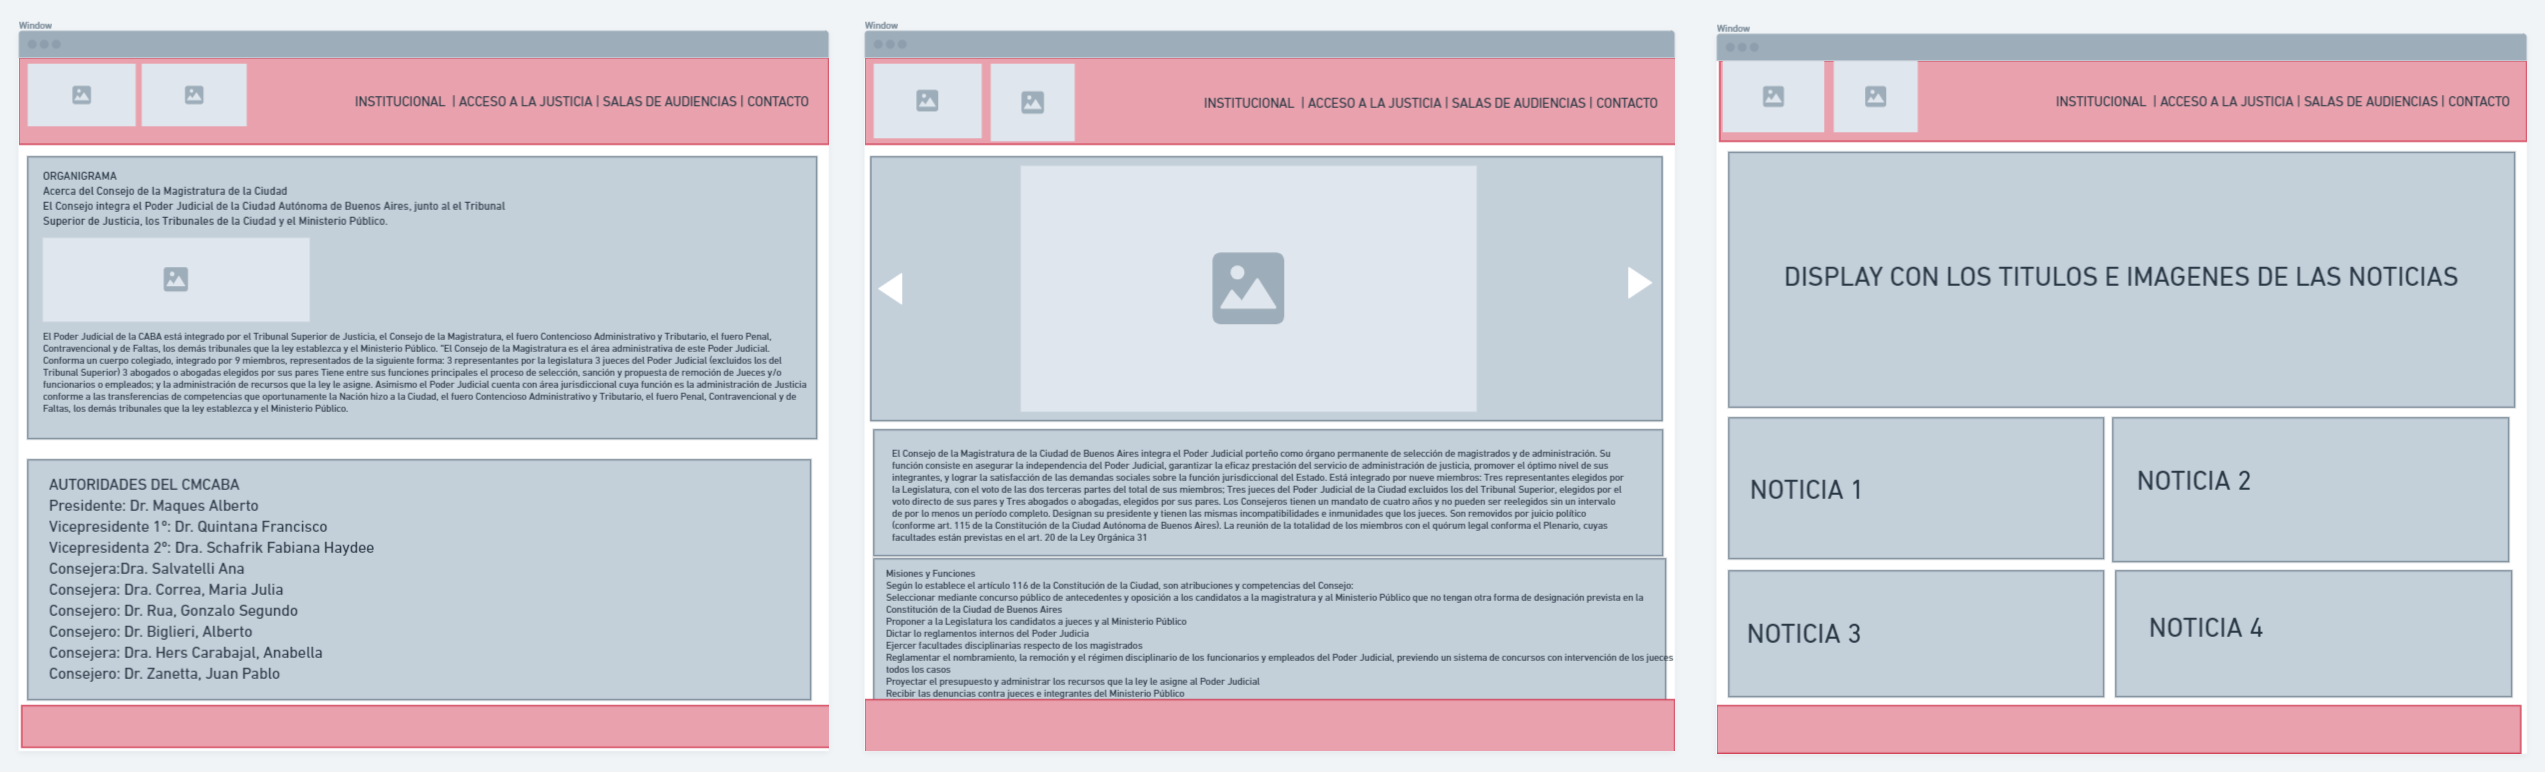 Window
INSTITUCIONAL | ACCESO A LA JUSTICIA | SALAS DE AUDIENCIAS | CONTACTO
ORGANIGRAMA
Acerca del Consejo de la Magistratura de la Ciudad
El Consejo integra el Poder Judicial de la Ciudad Autónoma de Buenos Aires, junto al el Tribunal
Superior de Justicia, los Tribunales de la Ciudad y el Ministerio Público.
El Poder Judicial de la CABA está integrado por el Tribunal Superior de Justicia, el Consejo de la Magistratura, el fuero Contencioso Administrativo y Tributario, el fuero Penal,
Contravencional y de Faltas, los demás tribunales que la ley establezca y el Ministerio Público. "El Consejo de la Magistratura es el área administrativa de este Poder Judicial.
Conforma un cuerpo colegiado, integrado por 9 miembros, representados de la siguiente forma: 3 representantes por la legislatura 3 jueces del Poder Judicial (excluidos los del
Tribunal Superior) 3 abogados o abogadas elegidos por sus pares Tiene entre sus funciones principales el proceso de selección, sanción y propuesta de remoción de Jueces y/o
funcionarios o empleados; y la administración de recursos que la ley le asigne. Asimismo el Poder Judicial cuenta con área jurisdiccional cuya función es la administración de Justicia
conforme a las transferencias de competencias que oportunamente la Nación hizo a la Ciudad, el fuero Contencioso Administrativo y Tributario, el fuero Penal, Contravencional y de
Faltas, los demás tribunales que la ley establezca y el Ministerio Público.
AUTORIDADES DEL CMCABA
Presidente: Dr. Maques Alberto
Vicepresidente 1º: Dr. Quintana Francisco
Vicepresidenta 2º: Dra. Schafrik Fabiana Haydee
Consejera:Dra. Salvatelli Ana
Consejera: Dra. Correa, Maria Julia
Consejero: Dr. Rua, Gonzalo Segundo
Consejero: Dr. Biglieri, Alberto
Consejera: Dra. Hers Carabajal, Anabella
Consejero: Dr. Zanetta, Juan Pablo
Window
INSTITUCIONAL | ACCESO A LA JUSTICIA | SALAS DE AUDIENCIAS | CONTACTO
El Consejo de la Magistratura de la Ciudad de Buenos Aires integra el Poder Judicial porteño como órgano permanente de selección de magistrados y de administración. Su
función consiste en asegurar la independencia del Poder Judicial, garantizar la eficaz prestación del servicio de administración de justicia, promover el óptimo nivel de sus
integrantes, y lograr la satisfacción de las demandas sociales sobre la función jurisdiccional del Estado. Está integrado por nueve miembros: Tres representantes elegidos por
la Legislatura, con el voto de las dos terceras partes del total de sus miembros; Tres jueces del Poder Judicial de la Ciudad excluidos los del Tribunal Superior, elegidos por el
voto directo de sus pares y Tres abogados o abogadas, elegidos por sus pares. Los Consejeros tienen un mandato de cuatro años y no pueden ser reelegidos sin un intervalo
de por lo menos un período completo. Designan su presidente y tienen las mismas incompatibilidades e inmunidades que los jueces. Son removidos por juicio político
(conforme art. 115 de la Constitución de la Ciudad Autónoma de Buenos Aires). La reunión de la totalidad de los miembros con el quórum legal conforma el Plenario, cuyas
facultades están previstas en el art. 20 de la Ley Orgánica 31
Misiones y Funciones
Según lo establece el artículo 116 de la Constitución de la Ciudad, son atribuciones y competencias del Consejo:
Seleccionar mediante concurso público de antecedentes y oposición a los candidatos a la magistratura y al Ministerio Público que no tengan otra forma de designación prevista en la
Constitución de la Ciudad de Buenos Aires
Proponer a la Legislatura los candidatos a jueces y al Ministerio Público
Dictar lo reglamentos internos del Poder Judicia
Ejercer facultades disciplinarias respecto de los magistrados
Reglamentar el nombramiento, la remoción y el régimen disciplinario de los funcionarios y empleados del Poder Judicial, previendo un sistema de concursos con intervención de los jueces
todos los casos
Proyectar el presupuesto y administrar los recursos que la ley le asigne al Poder Judicial
Recibir las denuncias contra jueces e integrantes del Ministerio Público
Window
INSTITUCIONAL | ACCESO A LA JUSTICIA | SALAS DE AUDIENCIAS | CONTACTO
DISPLAY CON LOS TITULOS E IMAGENES DE LAS NOTICIAS
NOTICIA 1
NOTICIA 2
NOTICIA 3
NOTICIA 4